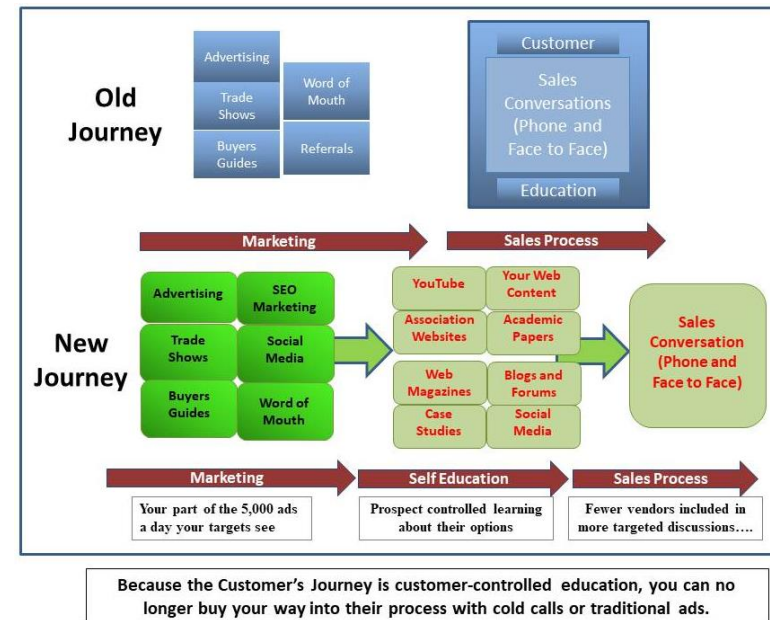 Old
Journey
Advertising
Trade
Shows
Buyers
Guides
Word of
Mouth
Referrals
Customer
Sales
Conversations
(Phone and
Face to Face)
Education
Marketing
Sales Process
New
Journey
Advertising
SEO
Marketing
Trade
Shows
Social
Media
Buyers
Guides
Word of
Mouth
YouTube
Your Web
Content
Association
Websites
Academic
Papers
Web
Magazines
Blogs and
Forums
Case
Studies
Social
Media
Sales
Conversation
(Phone and
Face to Face)
Marketing
Self Education
Sales Process
Your part of the 5,000 ads
a day your targets see
Prospect controlled learning
about their options
Fewer vendors included in
more targeted discussions….
Because the Customer’s Journey is customer-controlled education, you can no
longer buy your way into their process with cold calls or traditional ads.